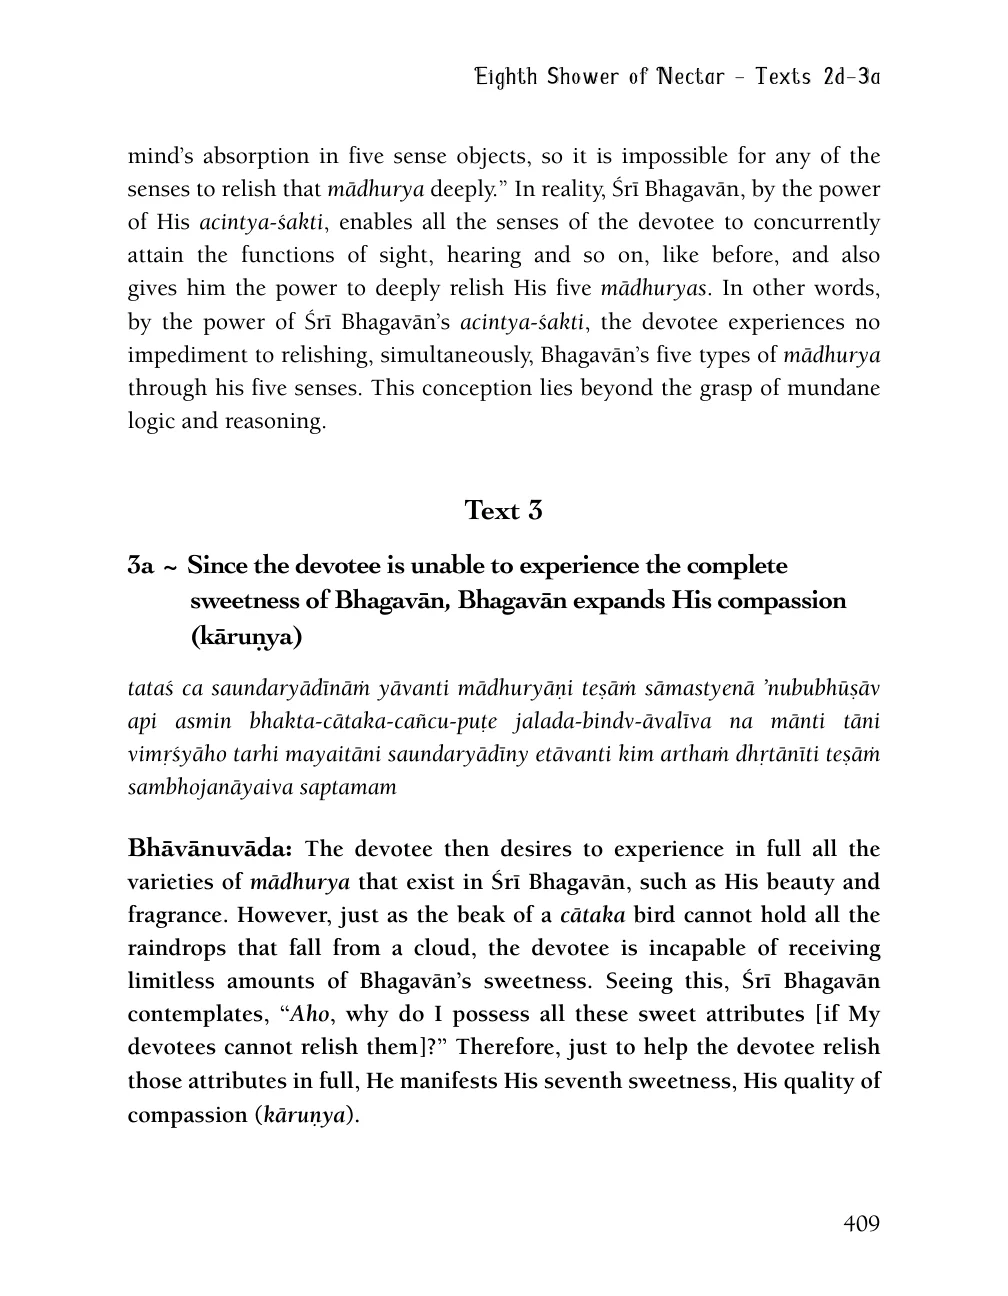 Eighth Shower of Nectar – Texts 2d–3a
mind’s absorption in five sense objects, so it is impossible for any of the
senses to relish that mādhurya deeply.” In reality, Śrī Bhagavān, by the power
of His acintya-śakti, enables all the senses of the devotee to concurrently
attain the functions of sight, hearing and so on, like before, and also
gives him the power to deeply relish His five mādhuryas. In other words,
by the power of Śrī Bhagavān’s acintya-śakti, the devotee experiences no
impediment to relishing, simultaneously, Bhagavān’s five types of mādhurya
through his five senses. This conception lies beyond the grasp of mundane
logic and reasoning.
Text 3
3a ~ Since the devotee is unable to experience the complete
sweetness of Bhagavān, Bhagavān expands His compassion
(kāruṇya)
tataś ca saundaryādīnāṁ yāvanti mādhuryāṇi teṣāṁ sāmastyenā ’nububhūṣāv
api asmin bhakta-cātaka-cañcu-puṭe jalada-bindv-āvalīva na mānti tāni
vimṛśyāho tarhi mayaitāni saundaryādīny etāvanti kim arthaṁ dhṛtānīti teṣāṁ
sambhojanāyaiva saptamam
Bhāvānuvāda: The devotee then desires to experience in full all the
varieties of mādhurya that exist in Śrī Bhagavān, such as His beauty and
fragrance. However, just as the beak of a cātaka bird cannot hold all the
raindrops that fall from a cloud, the devotee is incapable of receiving
limitless amounts of Bhagavān’s sweetness. Seeing this, Śrī Bhagavān
contemplates, “Aho, why do I possess all these sweet attributes [if My
devotees cannot relish them]?” Therefore, just to help the devotee relish
those attributes in full, He manifests His seventh sweetness, His quality of
compassion (kāruṇya).
409